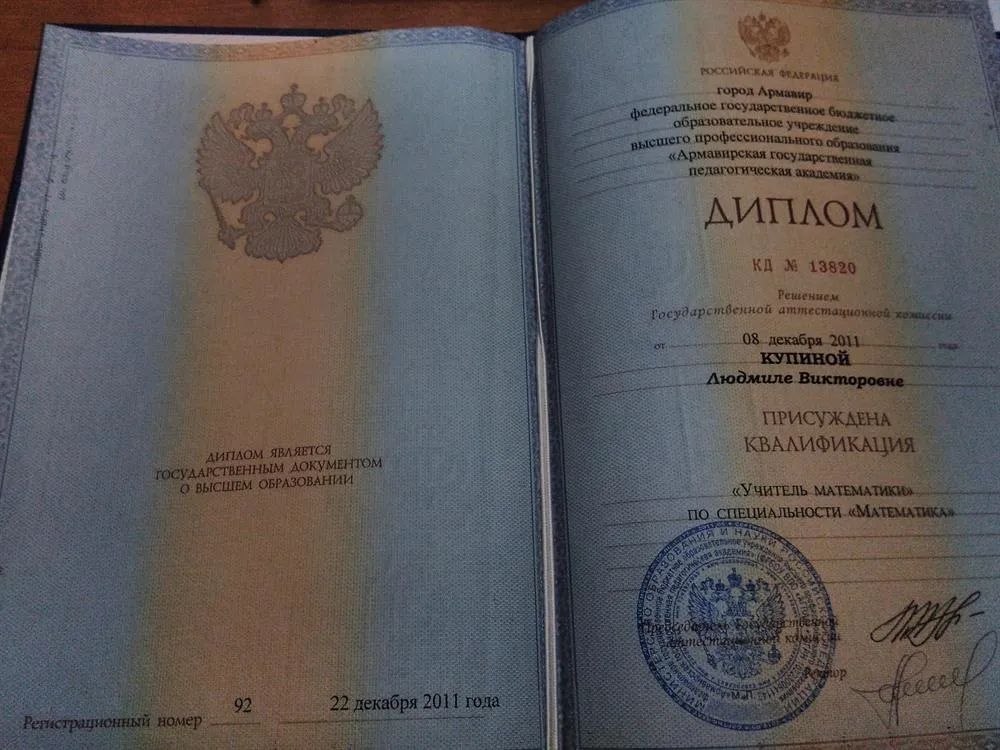 ДИПЛОМ ЯВЛЯЕТСЯ
ГОСУДАРСТВЕННЫМ ДОКУМЕНТОМ
О ВЫСШЕМ ОБРАЗОВАНИИ
Регистрационный номер 92 22 декабря 2011 года
РОССИЙСКАЯ ФЕДЕРАЦИЯ
город Армавир
федеральное государственное бюджетное
образовательное учреждение
высшего профессионального образования
«Армавирская государственная
педагогическая академия»
ДИПЛОМ
КД № 13820
Решением
Государственной аттестационной комиссии
от 08 декабря 2011 года
КУПИНОЙ
Людмиле Викторовне
ПРИСУЖДЕНА
КВАЛИФИКАЦИЯ
«Учитель математики»
по специальности «Математика»
Председатель Государственной
аттестационной комиссии
Ректор